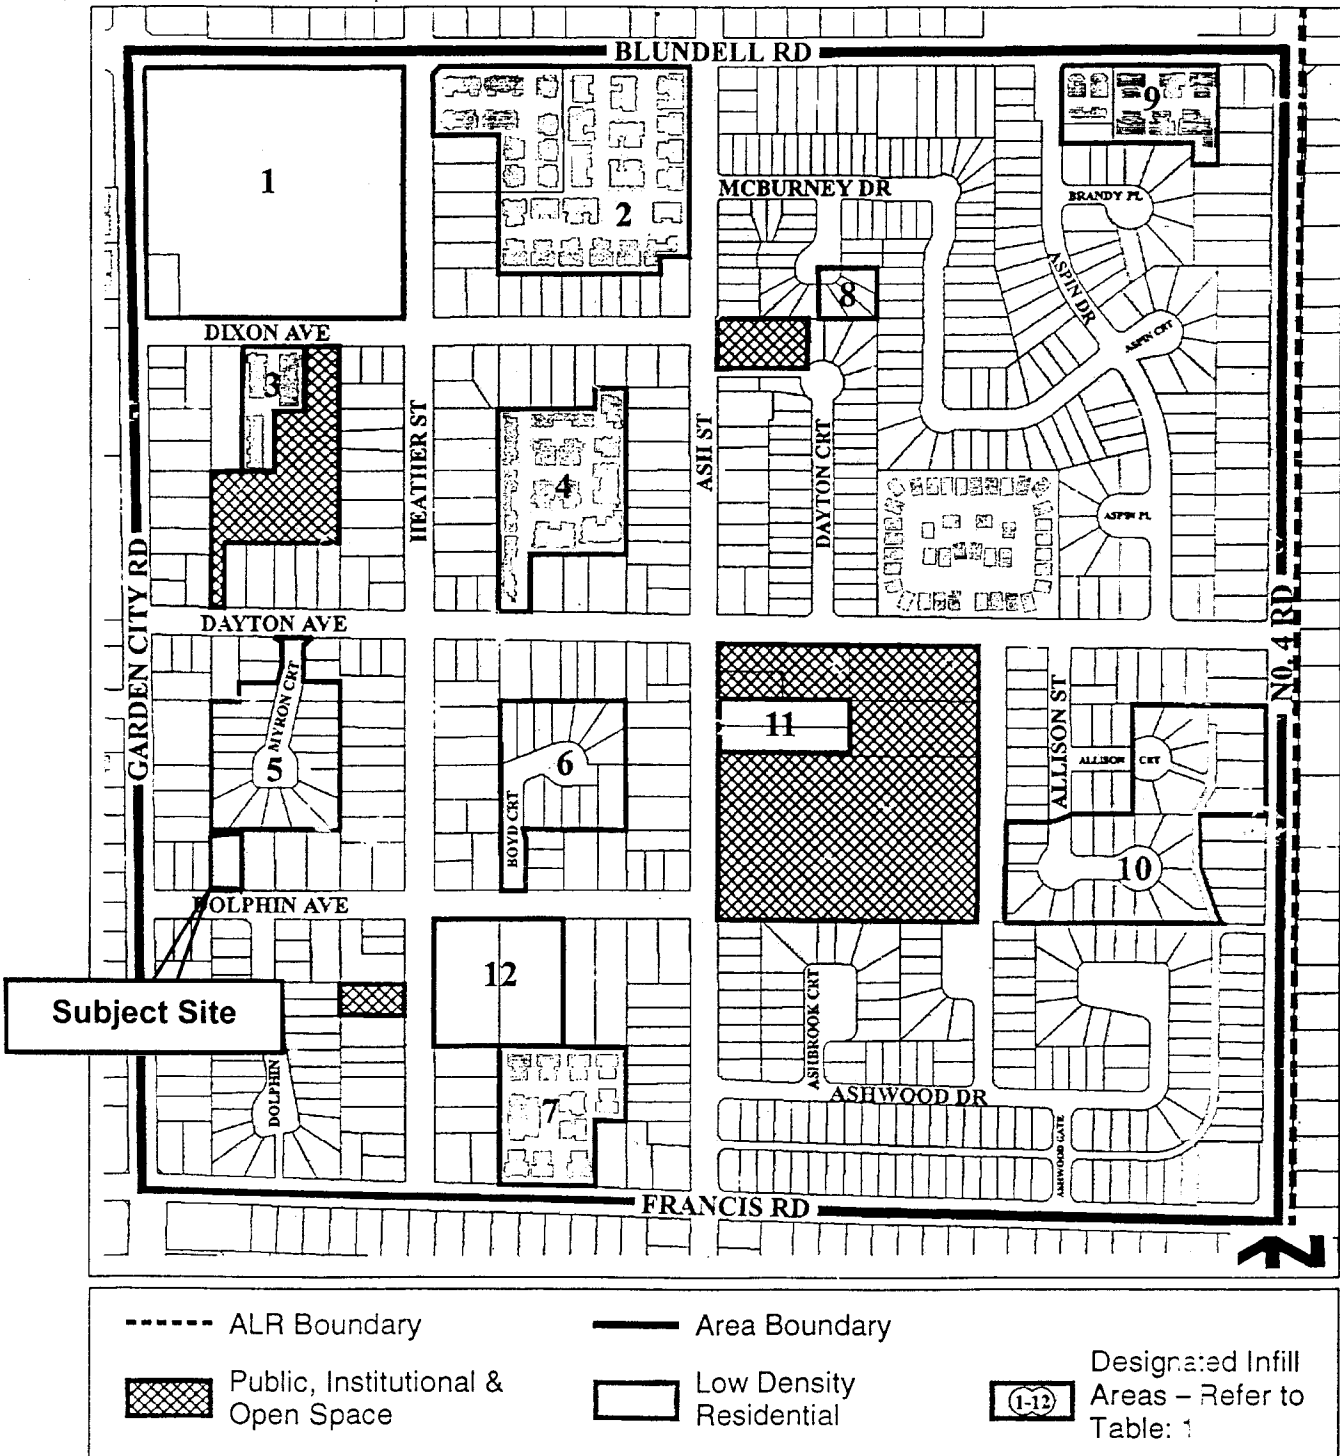 BLUNDELL RD
1
2
9
MCBURNEY DR
BRANDY PL
ASPIN DR
8
ASPIN CRT
DIXON AVE
3
HEATHER ST
4
ASH ST
DAYTON CRT
ASPIN PL
GARDEN CITY RD
NO. 4 RD
DAYTON AVE
MYRON CRT
5
6
BOYD CRT
11
ALLISON ST
ALLISON CRT
10
DOLPHIN AVE
12
Subject Site
DOLPHIN
7
ASHBROOK CRT
ASHWOOD DR
ASHWOOD GATE
FRANCIS RD
N
ALR Boundary
Area Boundary
Public, Institutional &
Open Space
Low Density
Residential
1-12
Designated Infill
Areas – Refer to
Table: 1